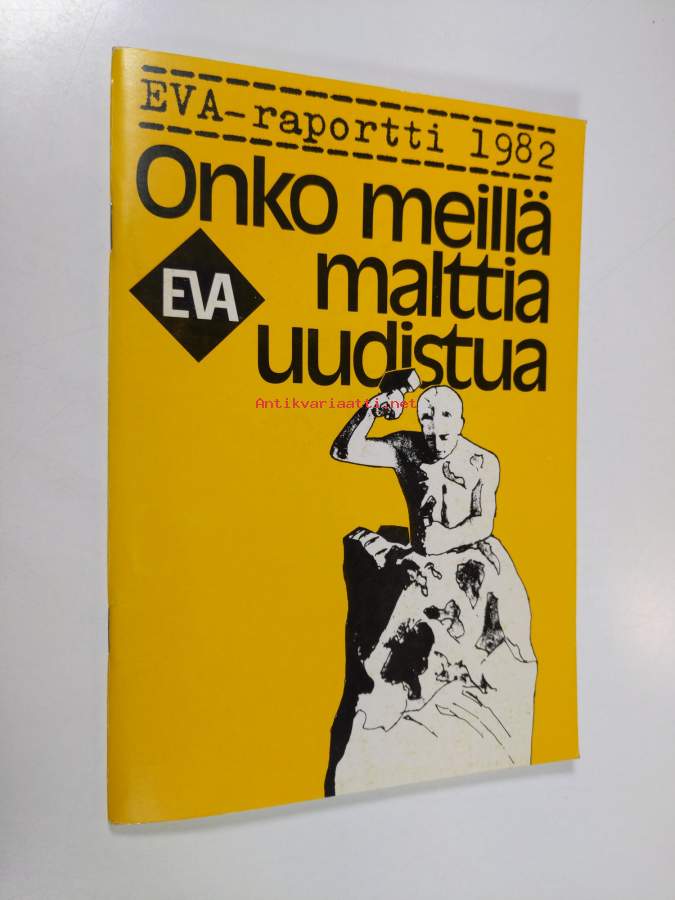 EVA-raportti 1982
Onko meillä
malttia
EVA
uudistua
Antikvariaatti.net